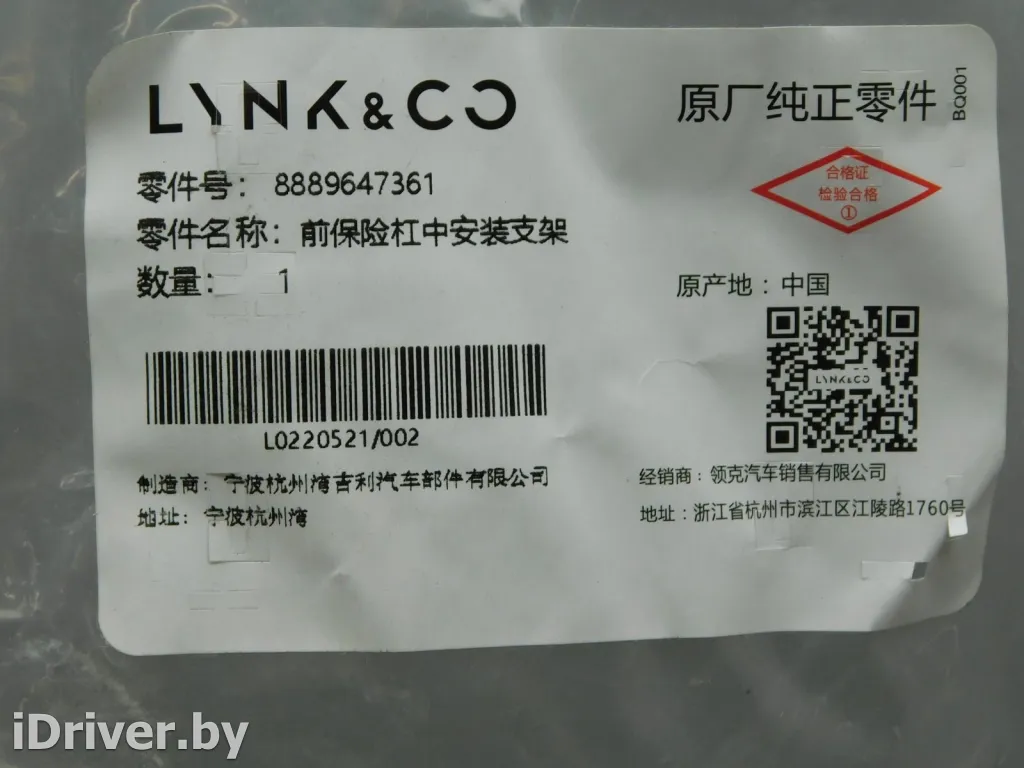 LYNK&CO
原厂纯正零件
BQ001
零件号： 8889647361
零件名称：前保险杠中安装支架
数量： 1
合格证
检验合格
①
原产地：中国
LYNK&CO
L0220521/002
制造商： 宁波杭州湾吉利汽车部件有限公司
地址： 宁波杭州湾
经销商：领克汽车销售有限公司
地址：浙江省杭州市滨江区江陵路1760号
iDriver.by